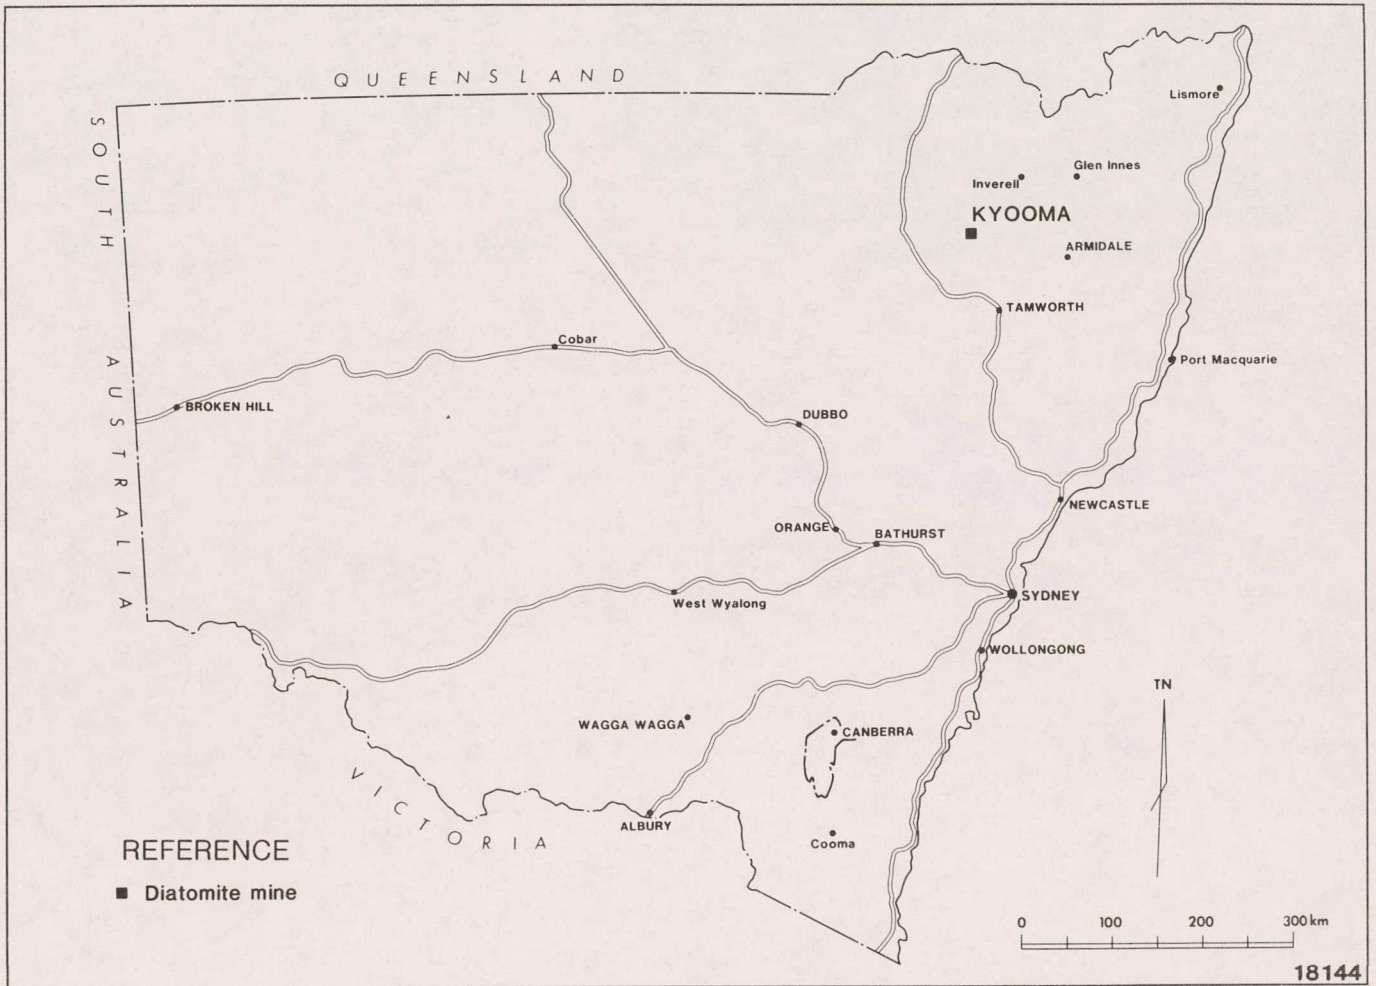 QUEENSLAND
SOUTH AUSTRALIA
Lismore
Glen Innes
Inverell
KYOOMA
ARMIDALE
TAMWORTH
Cobar
Port Macquarie
BROKEN HILL
DUBBO
NEWCASTLE
ORANGE
BATHURST
West Wyalong
SYDNEY
WOLLONGONG
TN
WAGGA WAGGA
CANBERRA
VICTORIA
ALBURY
Cooma
REFERENCE
Diatomite mine
0 100 200 300 km
18144